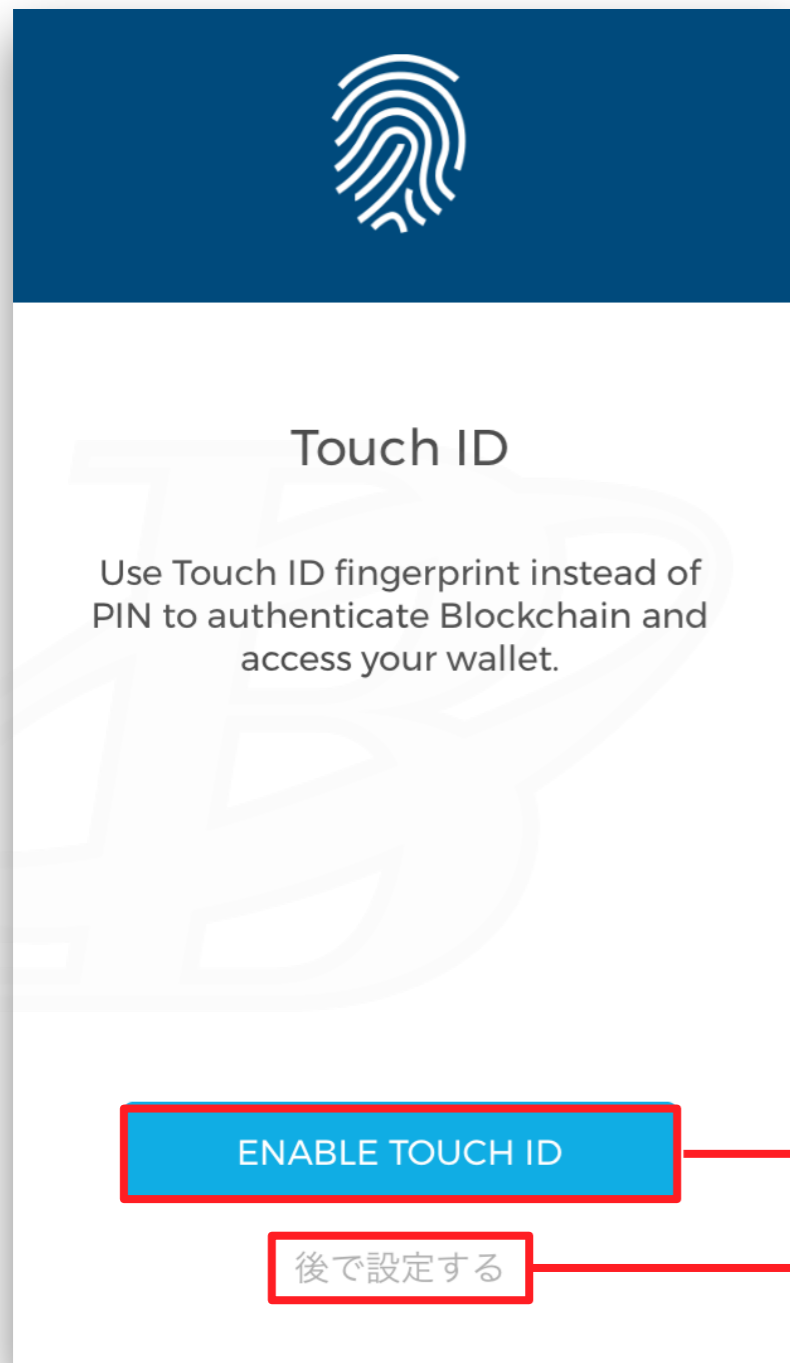 Touch ID
Use Touch ID fingerprint instead of
PIN to authenticate Blockchain and
access your wallet.
ENABLE TOUCH ID
後で設定する